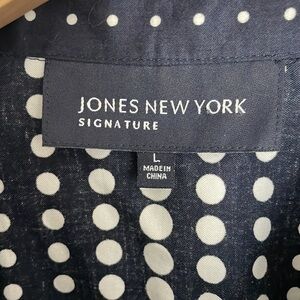 JONES NEW YORK
SIGNATURE
L
MADE IN
CHINA